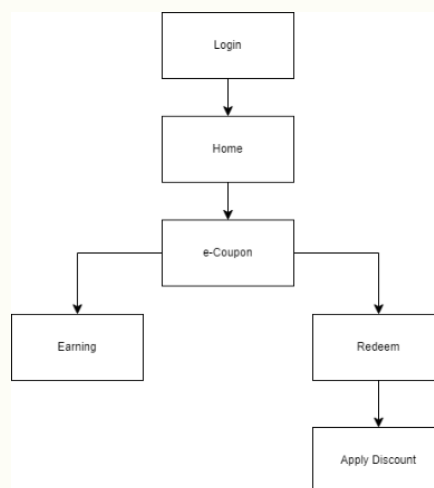 Login
Home
e-Coupon
Earning
Redeem
Apply Discount